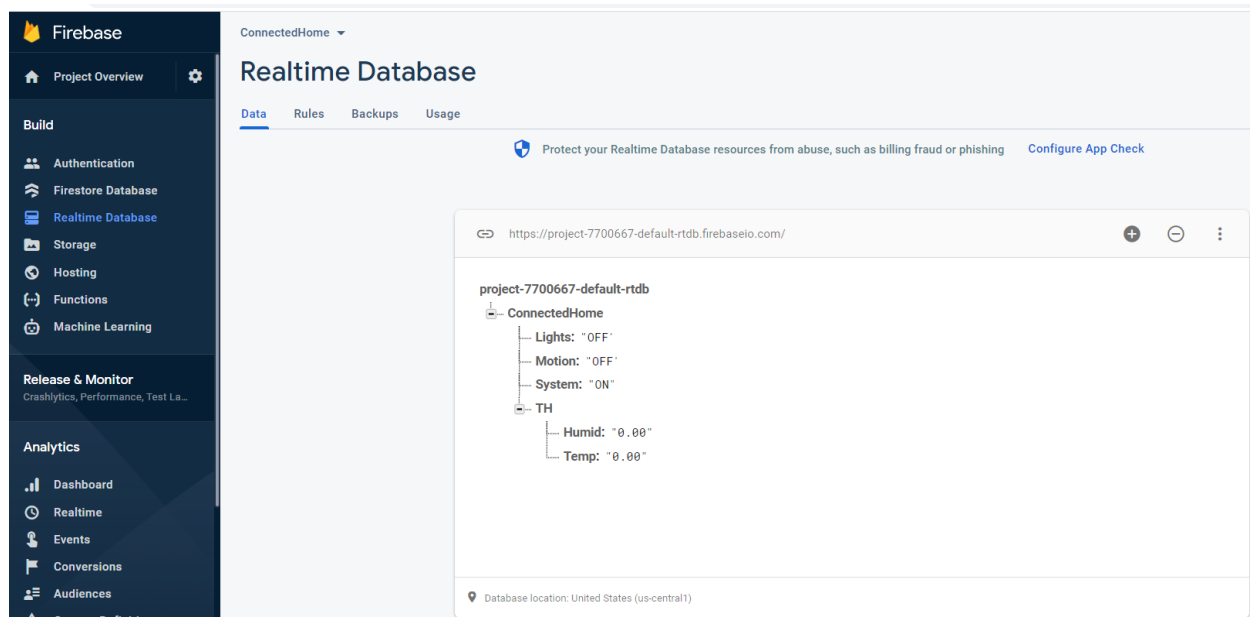 Firebase
Project Overview
Build
Authentication
Firestore Database
Realtime Database
Storage
Hosting
Functions
Machine Learning
Release & Monitor
Crashlytics, Performance, Test La...
Analytics
Dashboard
Realtime
Events
Conversions
Audiences
ConnectedHome
Realtime Database
Data Rules Backups Usage
Protect your Realtime Database resources from abuse, such as billing fraud or phishing Configure App Check
https://project-7700667-default-rtdb.firebaseio.com/
project-7700667-default-rtdb
ConnectedHome
Lights: "OFF"
Motion: "OFF"
System: "ON"
TH
Humid: "0.00"
Temp: "0.00"
Database location: United States (us-central1)